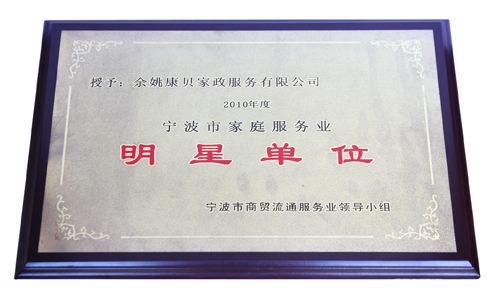 授予：余姚康贝家政服务有限公司
2010年度
宁波市家庭服务业
明星单位
宁波市商贸流通服务业领导小组